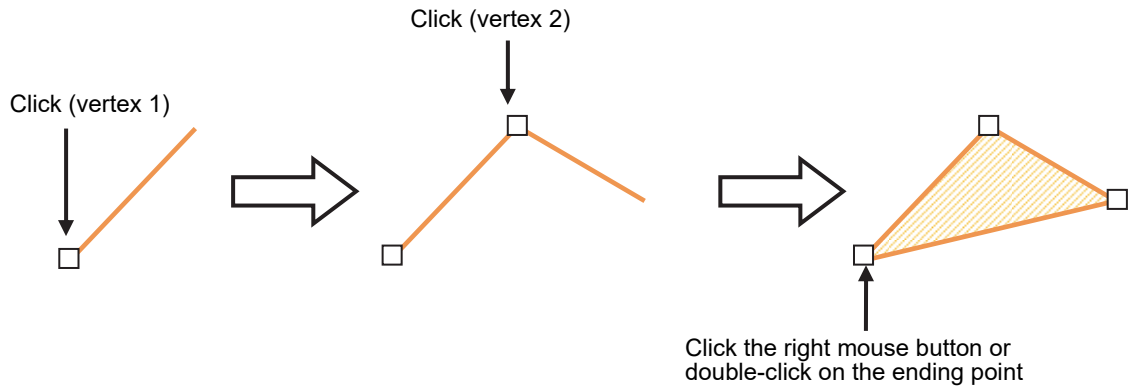 Click (vertex 2)
Click (vertex 1)
Click the right mouse button or
double-click on the ending point